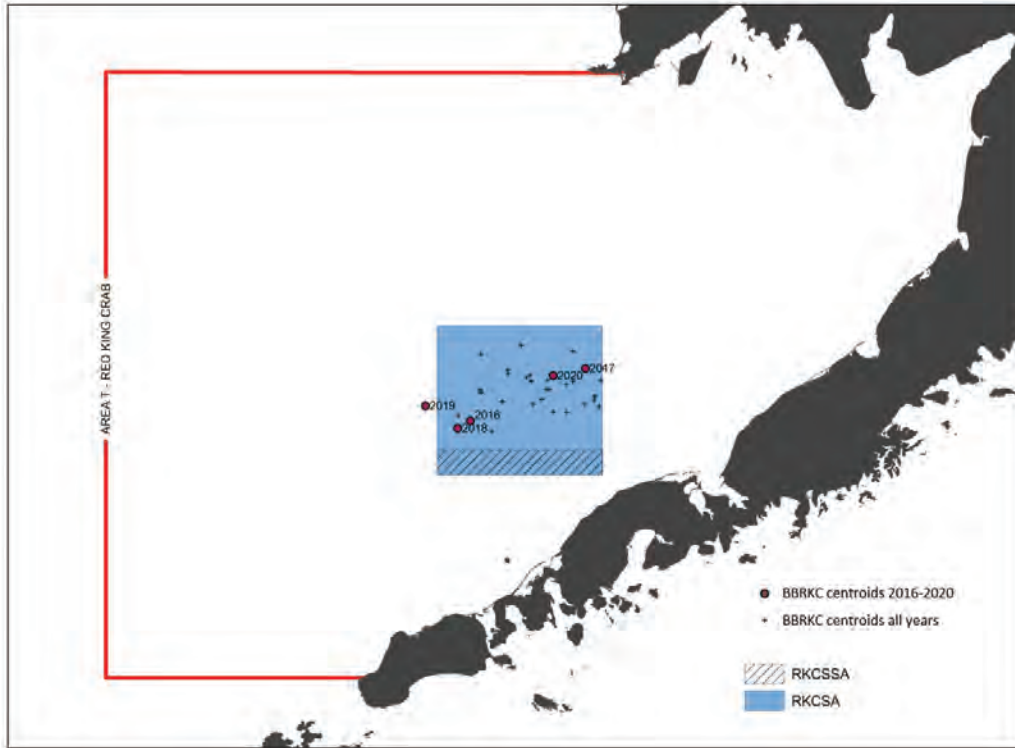 AREA T - RED KING CRAB
2017
2020
2019
2016
2018
BBRKC centroids 2016-2020
BBRKC centroids all years
RKCSSA
RKCSA